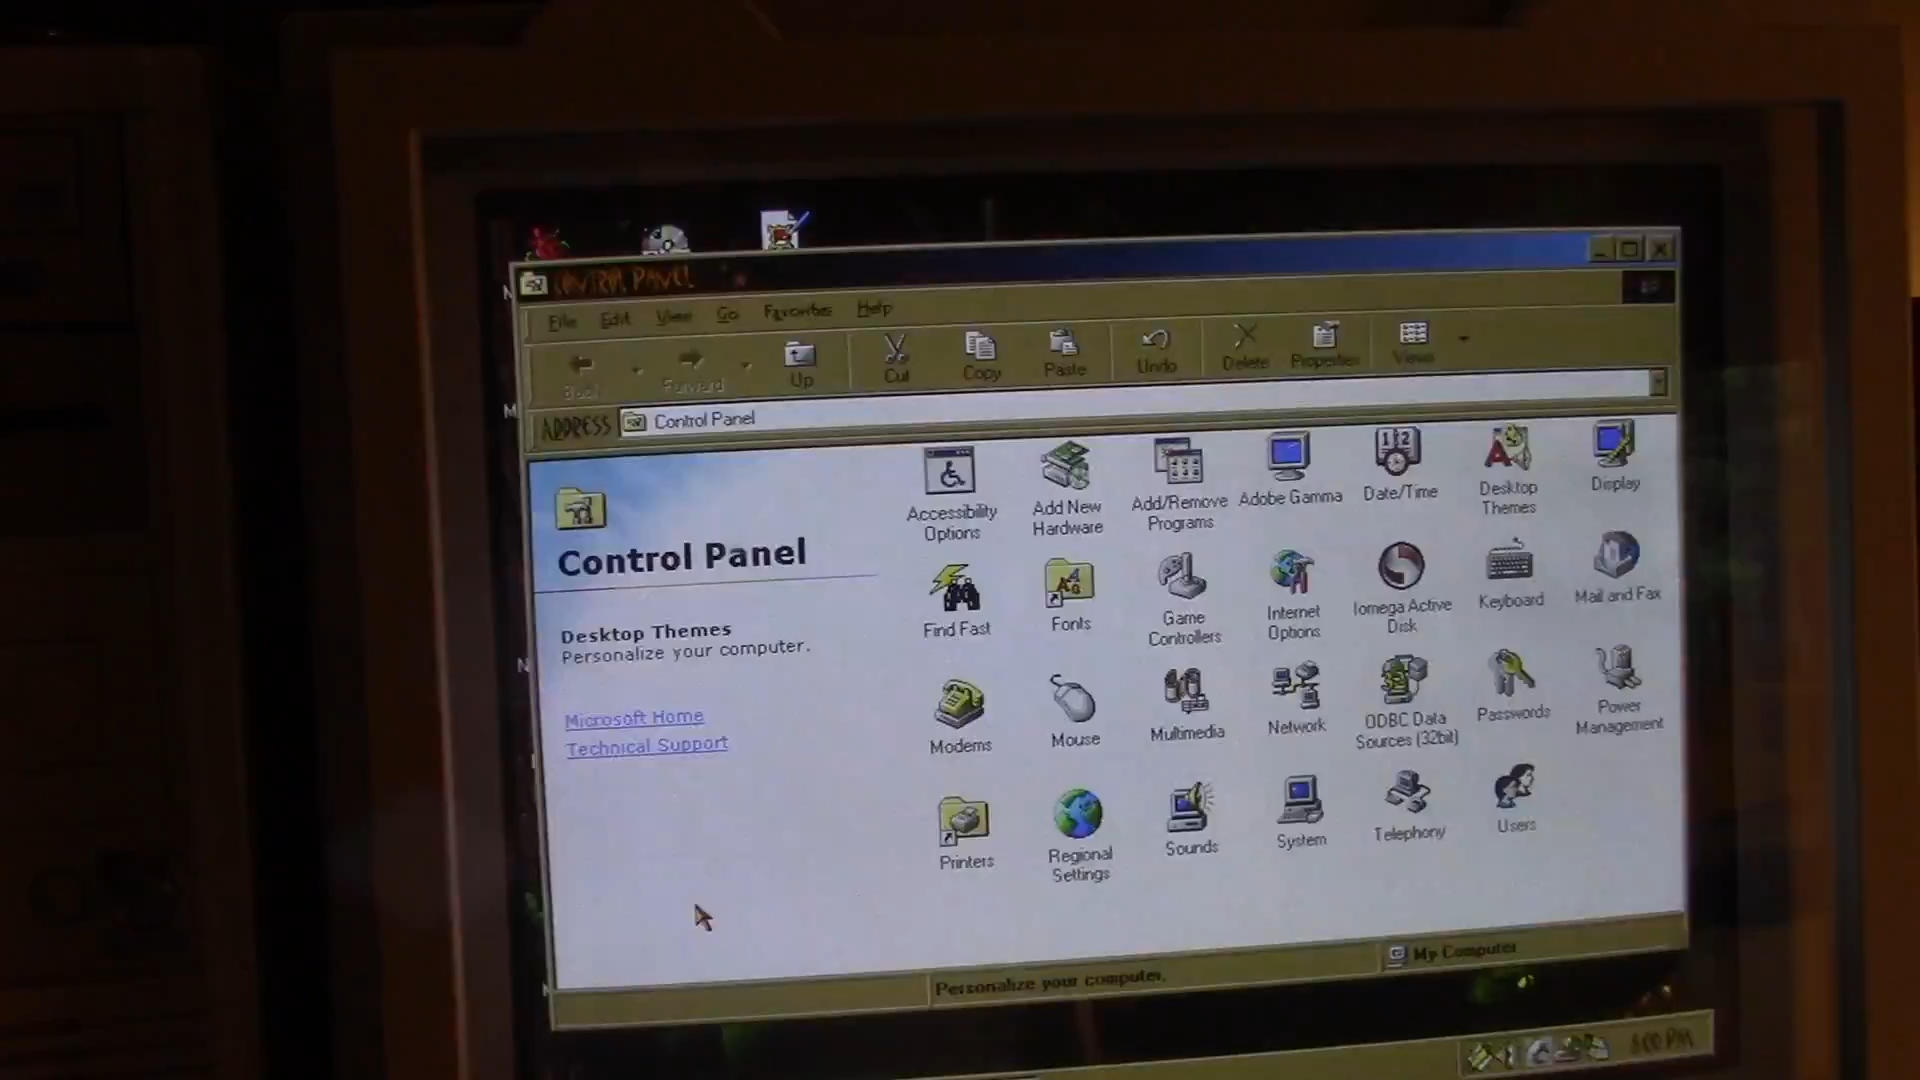 CONTROL PANEL
File Edit View Go Favorites Help
Back Forward Up Cut Copy Paste Undo Delete Properties Views
ADDRESS Control Panel
Control Panel
Desktop Themes
Personalize your computer.
Microsoft Home
Technical Support
Accessibility Options
Add New Hardware
Add/Remove Programs
Adobe Gamma
Date/Time
Desktop Themes
Display
Find Fast
Fonts
Game Controllers
Internet Options
Iomega Active Disk
Keyboard
Mail and Fax
Modems
Mouse
Multimedia
Network
ODBC Data Sources (32bit)
Passwords
Power Management
Printers
Regional Settings
Sounds
System
Telephony
Users
Personalize your computer.
My Computer